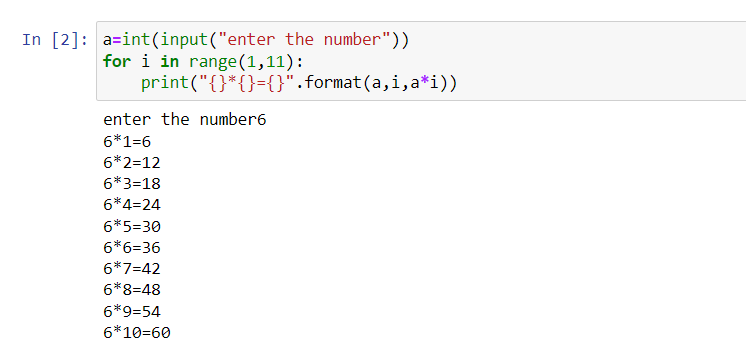 In [2]: a=int(input("enter the number"))
for i in range(1,11):
    print("{}*{}={}".format(a,i,a*i))
enter the number6
6*1=6
6*2=12
6*3=18
6*4=24
6*5=30
6*6=36
6*7=42
6*8=48
6*9=54
6*10=60